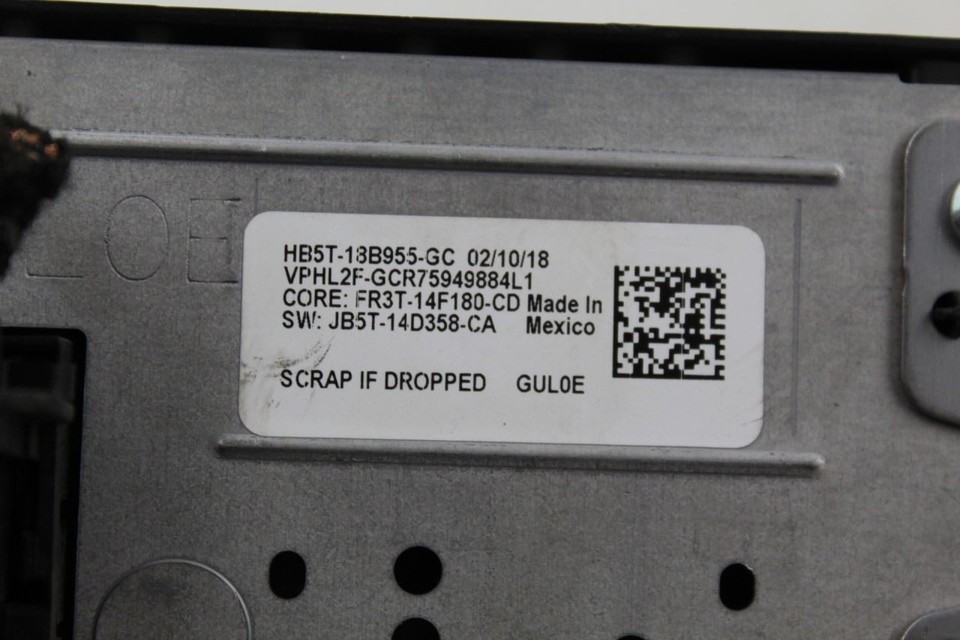 LOE
HB5T-18B955-GC 02/10/18
VPHL2F-GCR75949884L1
CORE: FR3T-14F180-CD Made In
SW: JB5T-14D358-CA Mexico
SCRAP IF DROPPED GUL0E